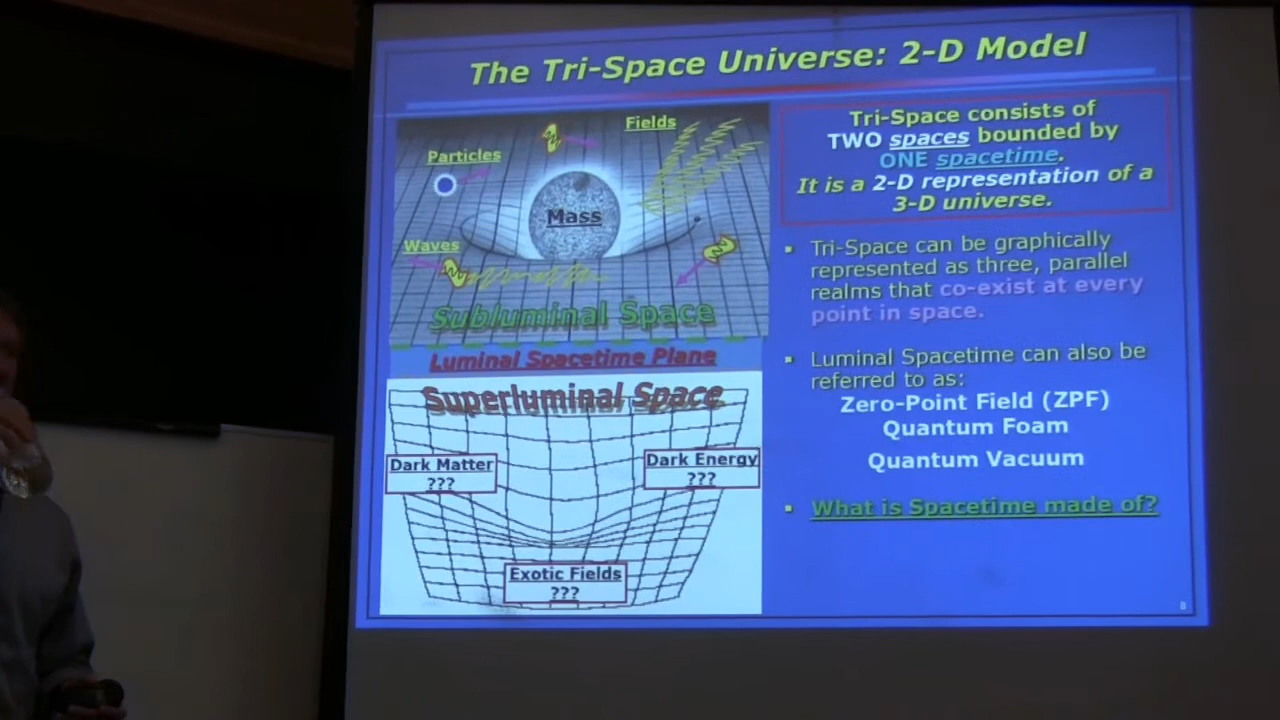 The Tri-Space Universe: 2-D Model
Fields
Particles
Mass
Waves
Subluminal Space
Luminal Spacetime Plane
Superluminal Space
Dark Matter
???
Dark Energy
???
Exotic Fields
???
Tri-Space consists of
TWO spaces bounded by
ONE spacetime.
It is a 2-D representation of a
3-D universe.
▪ Tri-Space can be graphically
represented as three, parallel
realms that co-exist at every
point in space.
▪ Luminal Spacetime can also be
referred to as:
Zero-Point Field (ZPF)
Quantum Foam
Quantum Vacuum
▪ What is Spacetime made of?
8